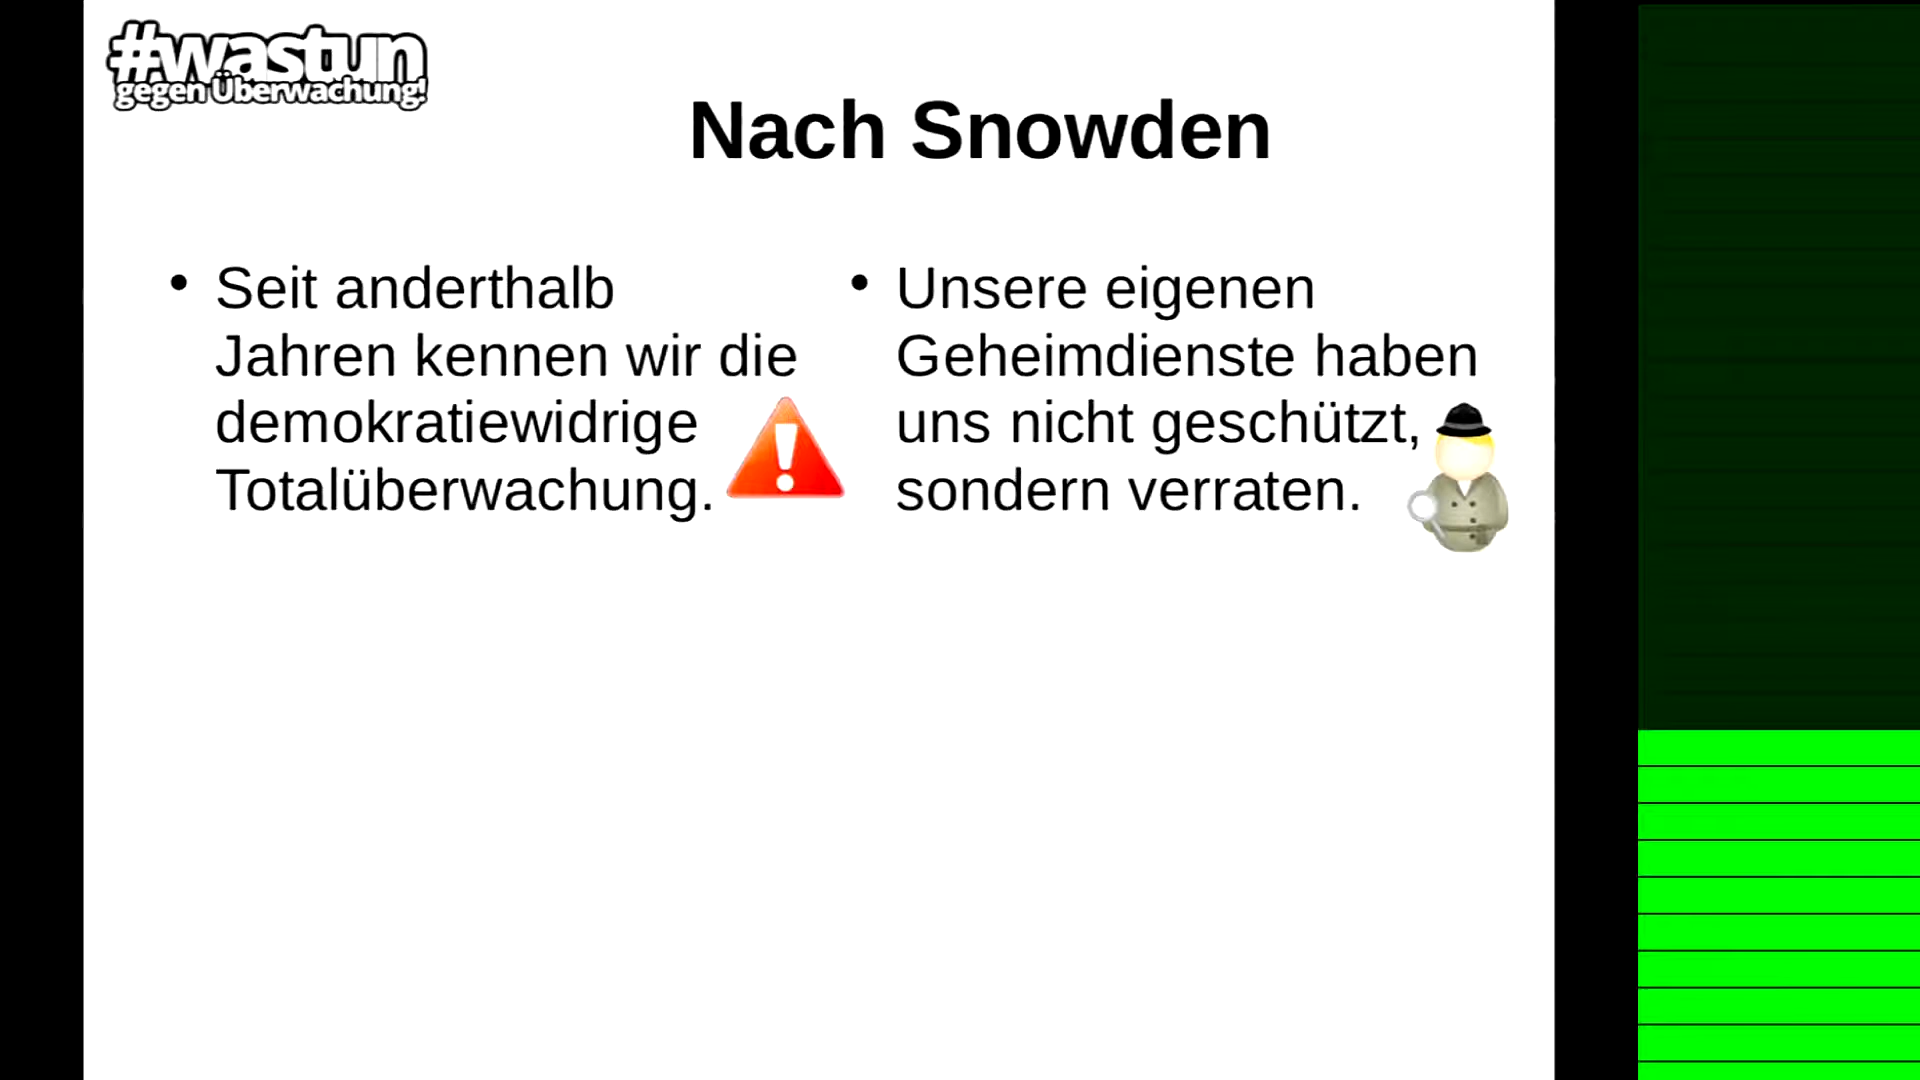 #wastun
gegen Überwachung!
Nach Snowden
• Seit anderthalb
Jahren kennen wir die
demokratiewidrige
Totalüberwachung.
• Unsere eigenen
Geheimdienste haben
uns nicht geschützt,
sondern verraten.